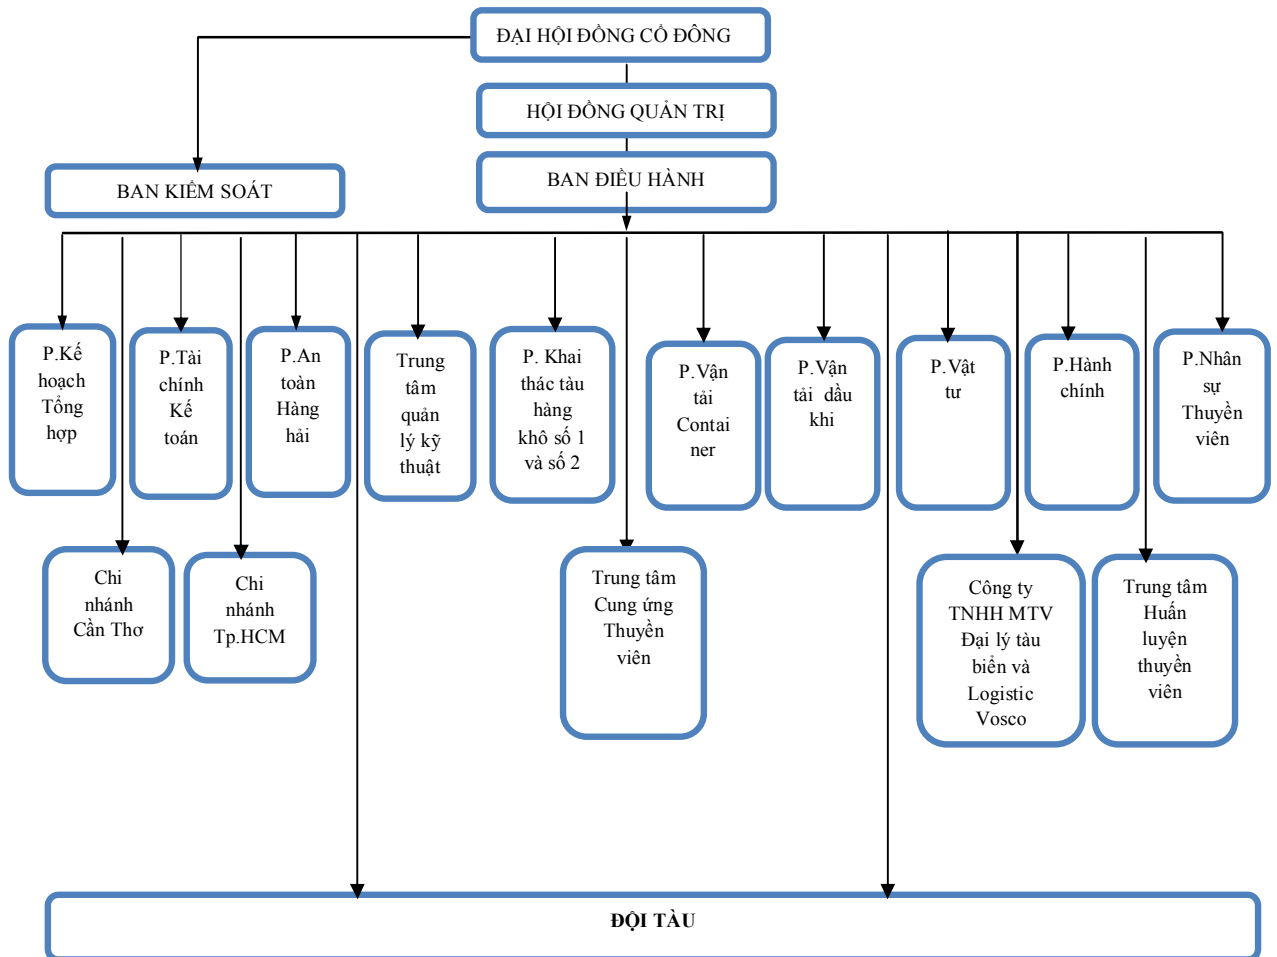 ĐẠI HỘI ĐỒNG CỔ ĐÔNG
HỘI ĐỒNG QUẢN TRỊ
BAN KIỂM SOÁT
BAN ĐIỀU HÀNH
P.Kế
hoạch
Tổng
hợp
P.Tài
chính
Kế
toán
P.An
toàn
Hàng
hải
Trung
tâm
quản
lý kỹ
thuật
P. Khai
thác tàu
hàng
khô số 1
và số 2
P.Vận
tải
Contai
ner
P.Vận
tải dầu
khi
P.Vật
tư
P.Hành
chính
P.Nhân
sự
Thuyền
viên
Chi
nhánh
Cần Thơ
Chi
nhánh
Tp.HCM
Trung tâm
Cung ứng
Thuyền
viên
Công ty
TNHH MTV
Đại lý tàu
biển và
Logistic
Vosco
Trung tâm
Huấn
luyện
thuyền
viên
ĐỘI TÀU